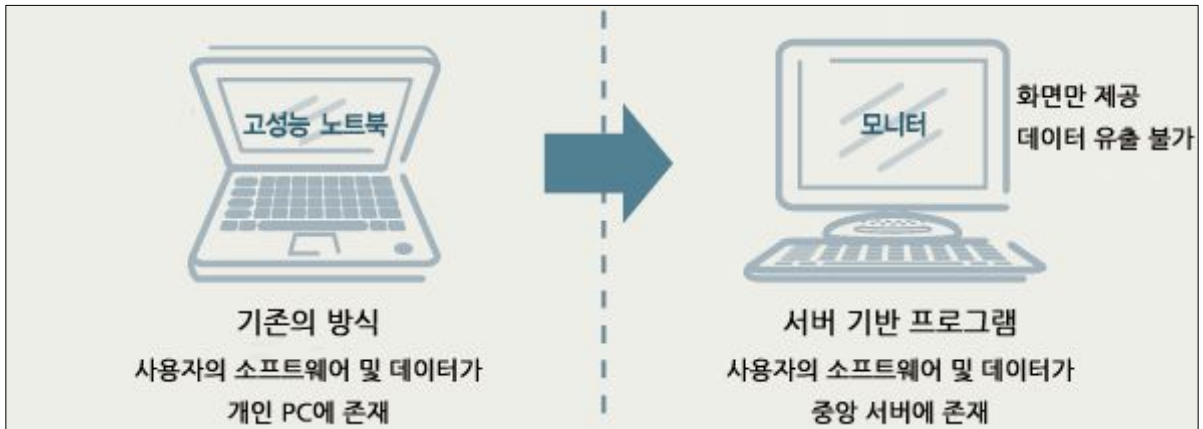 고성능 노트북
기존의 방식
사용자의 소프트웨어 및 데이터가
개인 PC에 존재
모니터
화면만 제공
데이터 유출 불가
서버 기반 프로그램
사용자의 소프트웨어 및 데이터가
중앙 서버에 존재